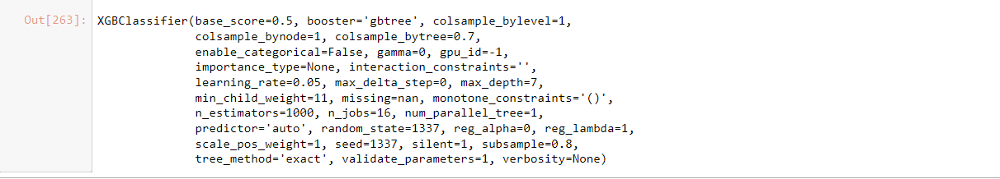 Out[263]: XGBClassifier(base_score=0.5, booster='gbtree', colsample_bylevel=1,
colsample_bynode=1, colsample_bytree=0.7,
enable_categorical=False, gamma=0, gpu_id=-1,
importance_type=None, interaction_constraints='',
learning_rate=0.05, max_delta_step=0, max_depth=7,
min_child_weight=11, missing=nan, monotone_constraints='()',
n_estimators=1000, n_jobs=16, num_parallel_tree=1,
predictor='auto', random_state=1337, reg_alpha=0, reg_lambda=1,
scale_pos_weight=1, seed=1337, silent=1, subsample=0.8,
tree_method='exact', validate_parameters=1, verbosity=None)